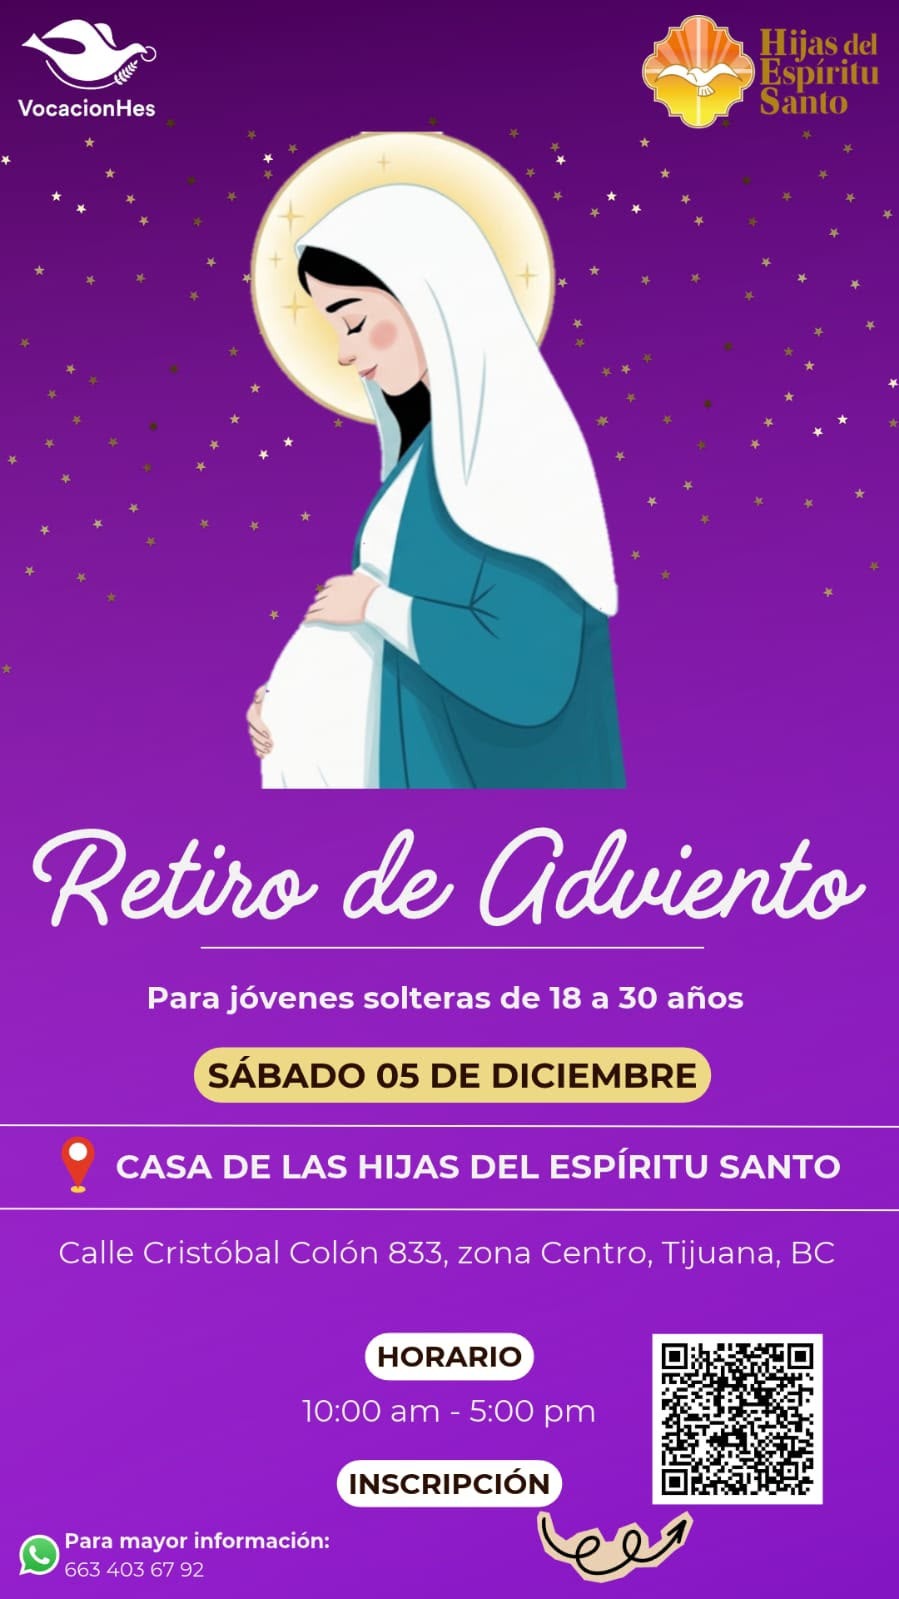 VocacionHes
Hijas del
Espíritu
Santo
Retiro de Adviento
Para jóvenes solteras de 18 a 30 años
SÁBADO 05 DE DICIEMBRE
CASA DE LAS HIJAS DEL ESPÍRITU SANTO
Calle Cristóbal Colón 833, zona Centro, Tijuana, BC
HORARIO
10:00 am - 5:00 pm
INSCRIPCIÓN
Para mayor información:
663 403 67 92